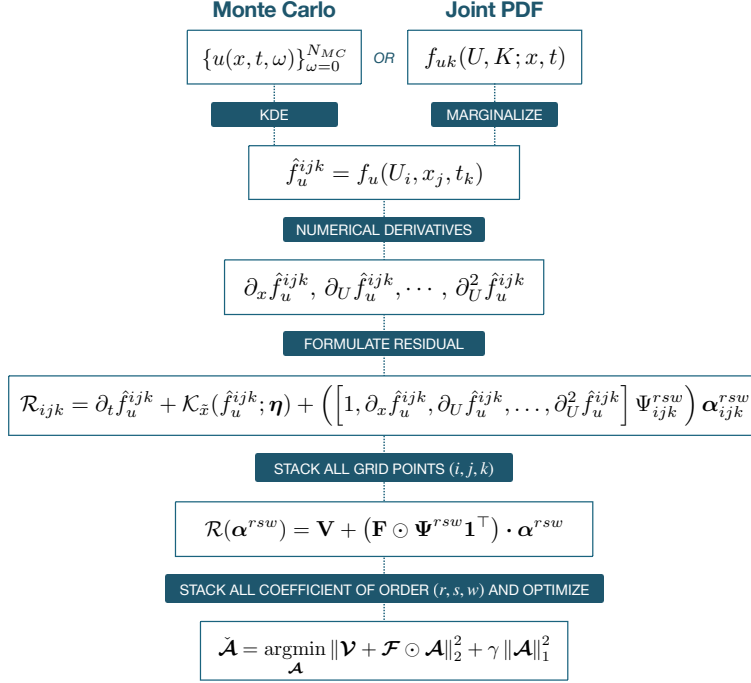 Monte Carlo Joint PDF
{u(x, t, ω)}_{ω=0}^{N_{MC}} OR f_{uk}(U, K; x, t)
KDE MARGINALIZE
\hat{f}_u^{ijk} = f_u(U_i, x_j, t_k)
NUMERICAL DERIVATIVES
∂_x \hat{f}_u^{ijk}, ∂_U \hat{f}_u^{ijk}, ⋯ , ∂_U^2 \hat{f}_u^{ijk}
FORMULATE RESIDUAL
\mathcal{R}_{ijk} = ∂_t \hat{f}_u^{ijk} + \mathcal{K}_{\tilde{x}}(\hat{f}_u^{ijk}; \boldsymbol{η}) + ([1, ∂_x \hat{f}_u^{ijk}, ∂_U \hat{f}_u^{ijk}, …, ∂_U^2 \hat{f}_u^{ijk}] Ψ_{ijk}^{rsw}) \boldsymbol{α}_{ijk}^{rsw}
STACK ALL GRID POINTS (i, j, k)
\mathcal{R}(\boldsymbol{α}^{rsw}) = \mathbf{V} + (\mathbf{F} ⊙ \boldsymbol{Ψ}^{rsw} \mathbf{1}^⊤) · \boldsymbol{α}^{rsw}
STACK ALL COEFFICIENT OF ORDER (r, s, w) AND OPTIMIZE
\check{\boldsymbol{\mathcal{A}}} = \underset{\boldsymbol{\mathcal{A}}}{argmin} ‖\boldsymbol{\mathcal{V}} + \boldsymbol{\mathcal{F}} ⊙ \boldsymbol{\mathcal{A}}‖_2^2 + γ ‖\boldsymbol{\mathcal{A}}‖_1^2